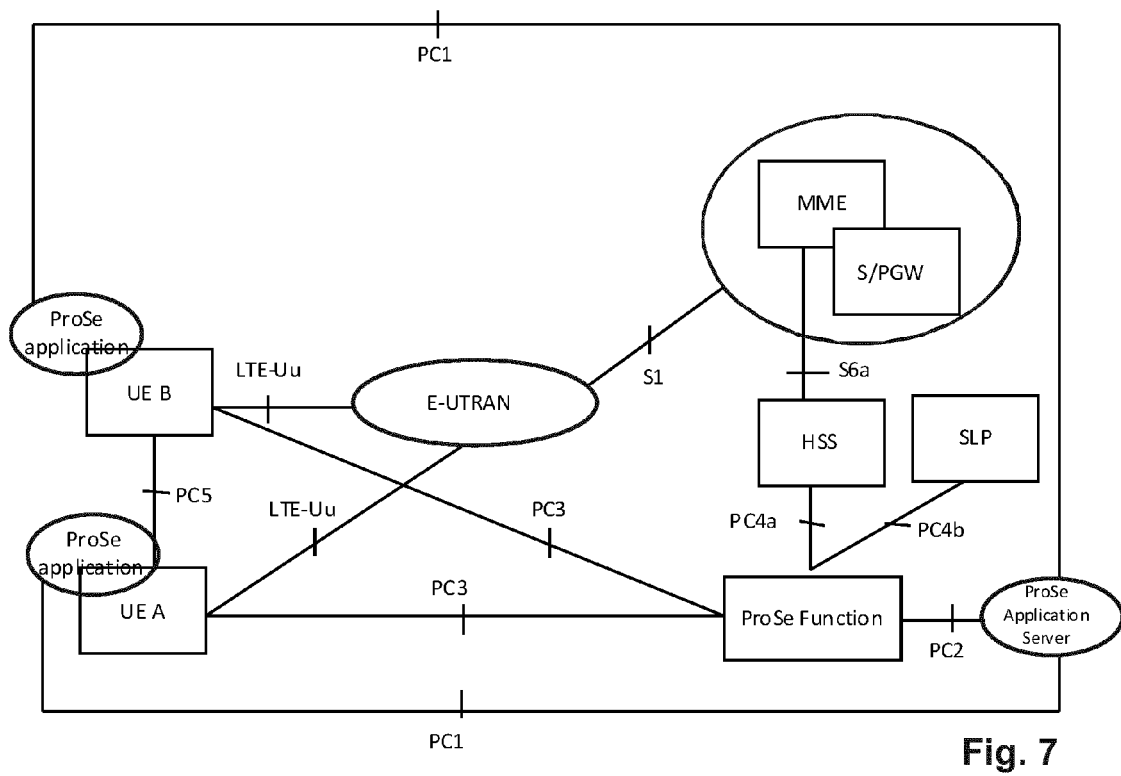 PC1
MME
S/PGW
ProSe
application
UE B
LTE-Uu
E-UTRAN
S1
S6a
HSS
SLP
PC5
LTE-Uu
PC3
PC4a
PC4b
ProSe
application
UE A
PC3
ProSe Function
PC2
ProSe
Application
Server
PC1
Fig. 7